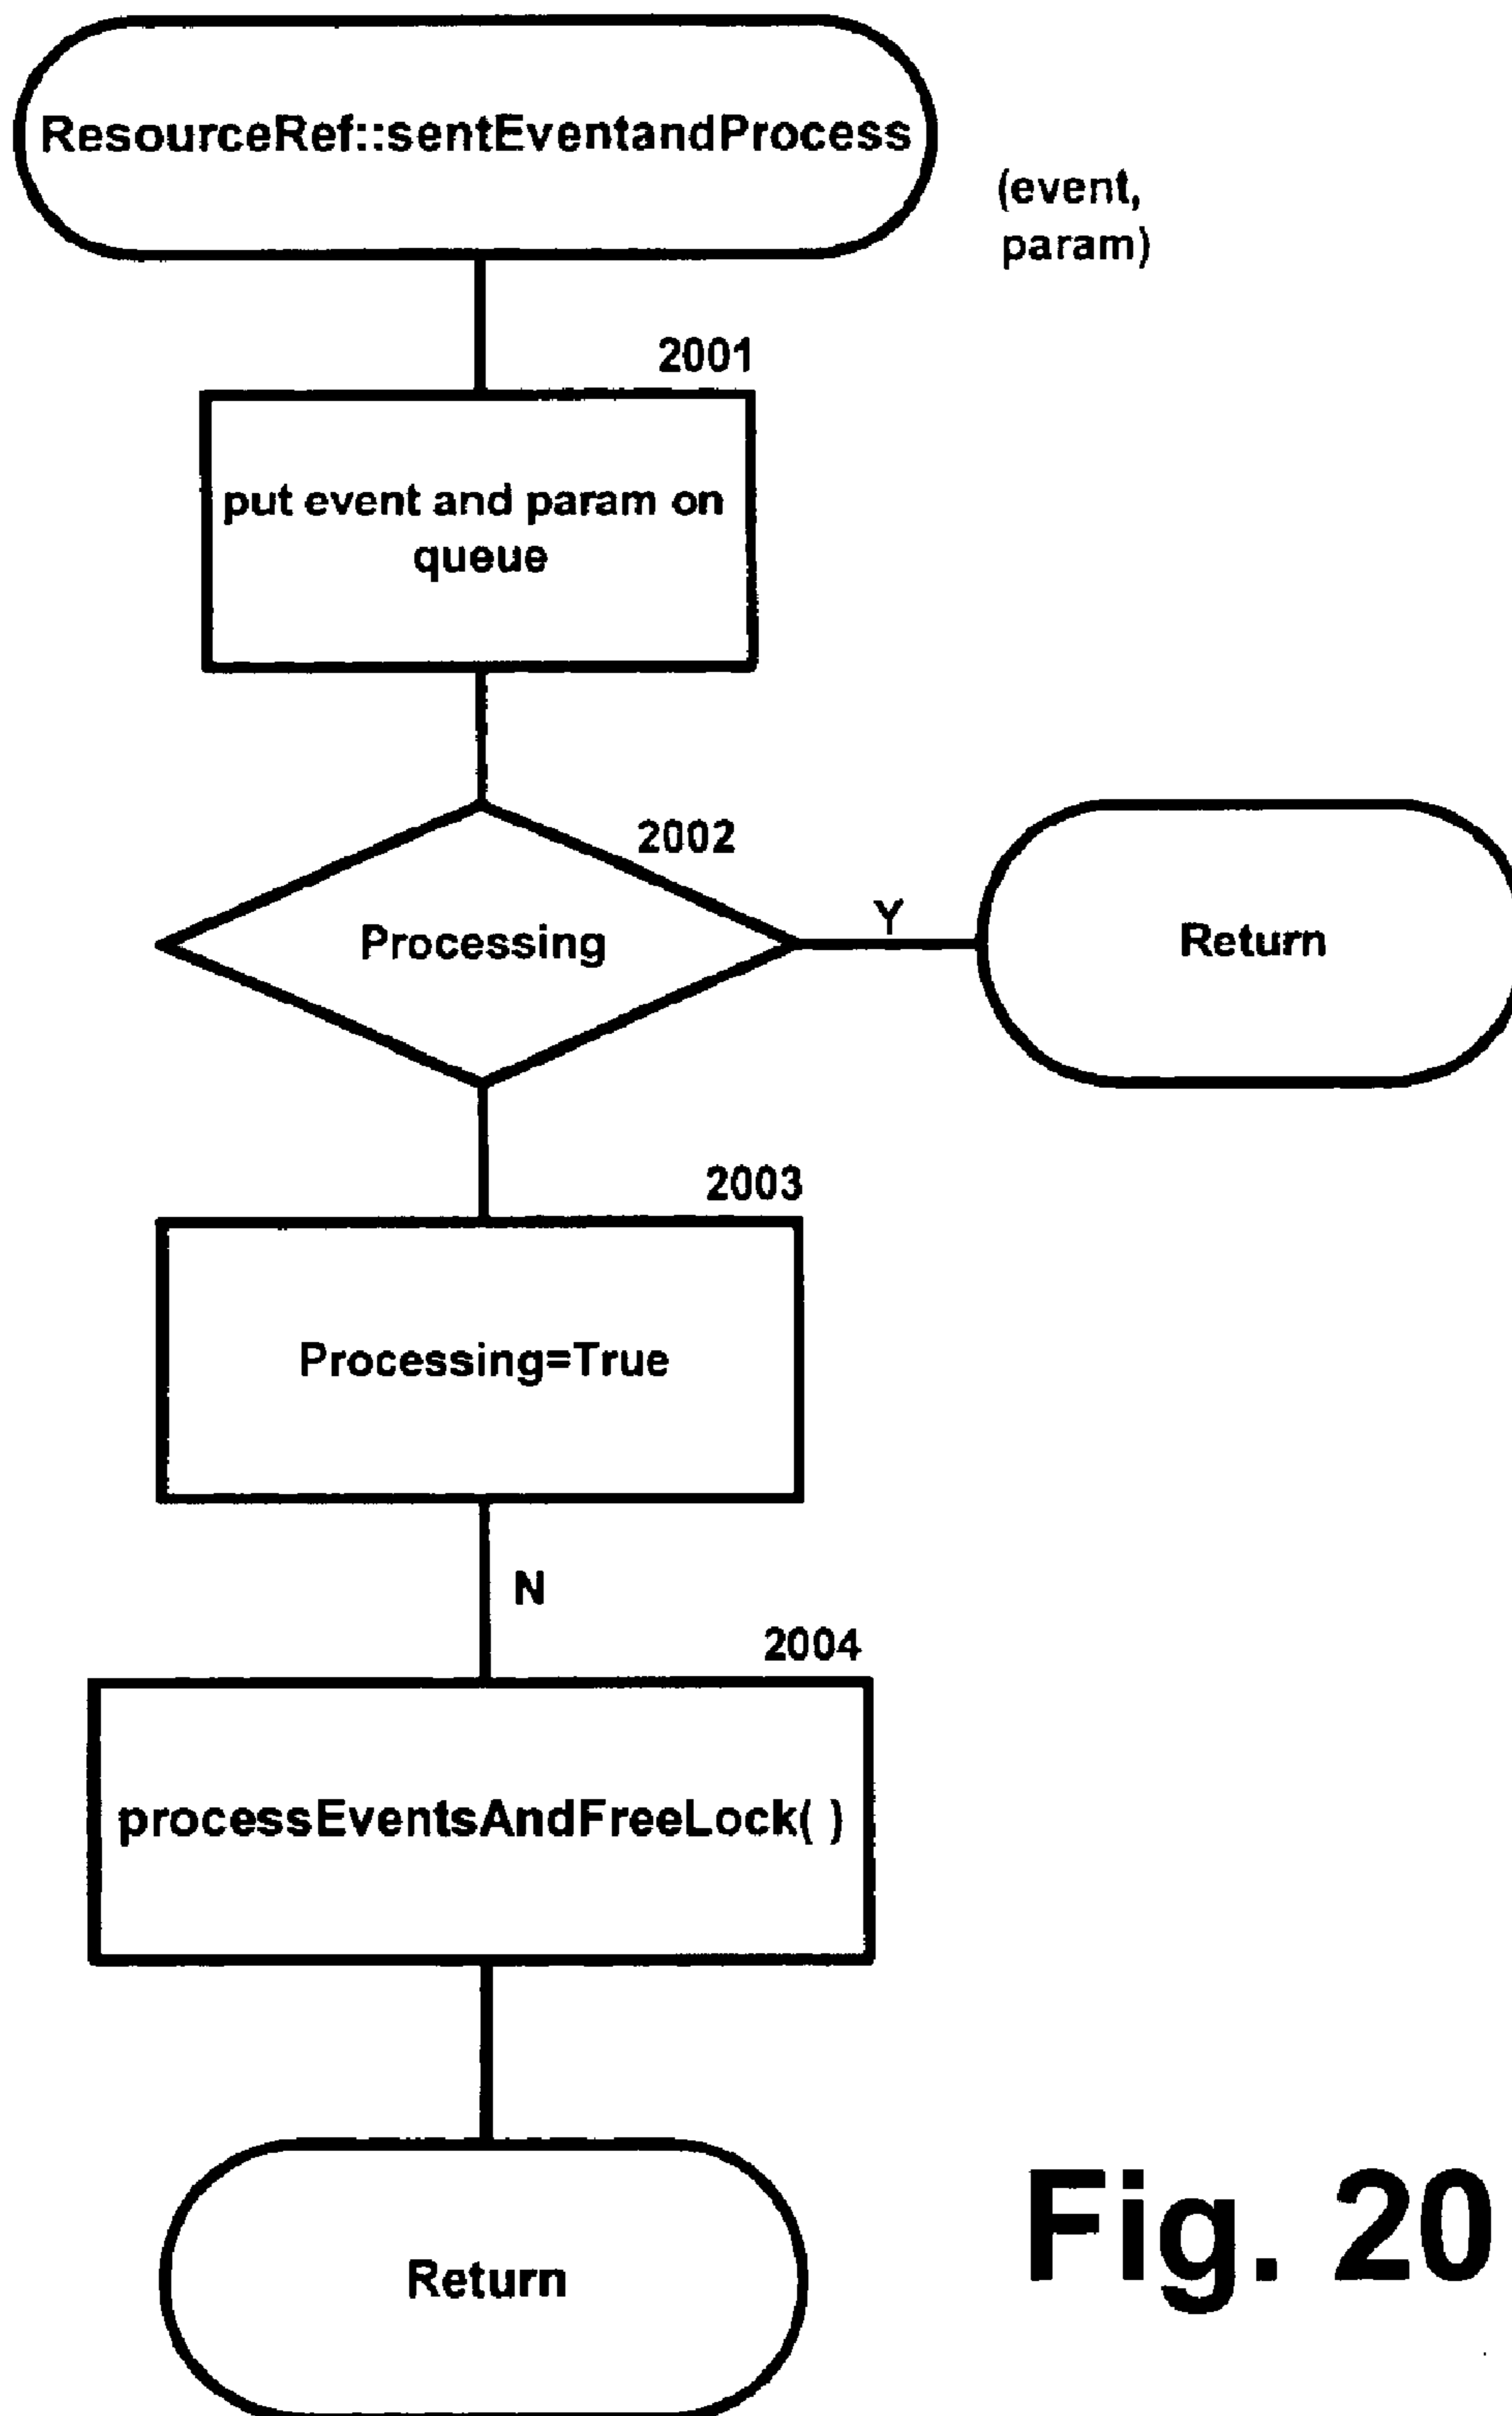 ResourceRef::sentEventandProcess
(event,
param)
2001
put event and param on
queue
2002
Processing
Y
Return
2003
Processing=True
N
2004
processEventsAndFreeLock( )
Return
Fig. 20